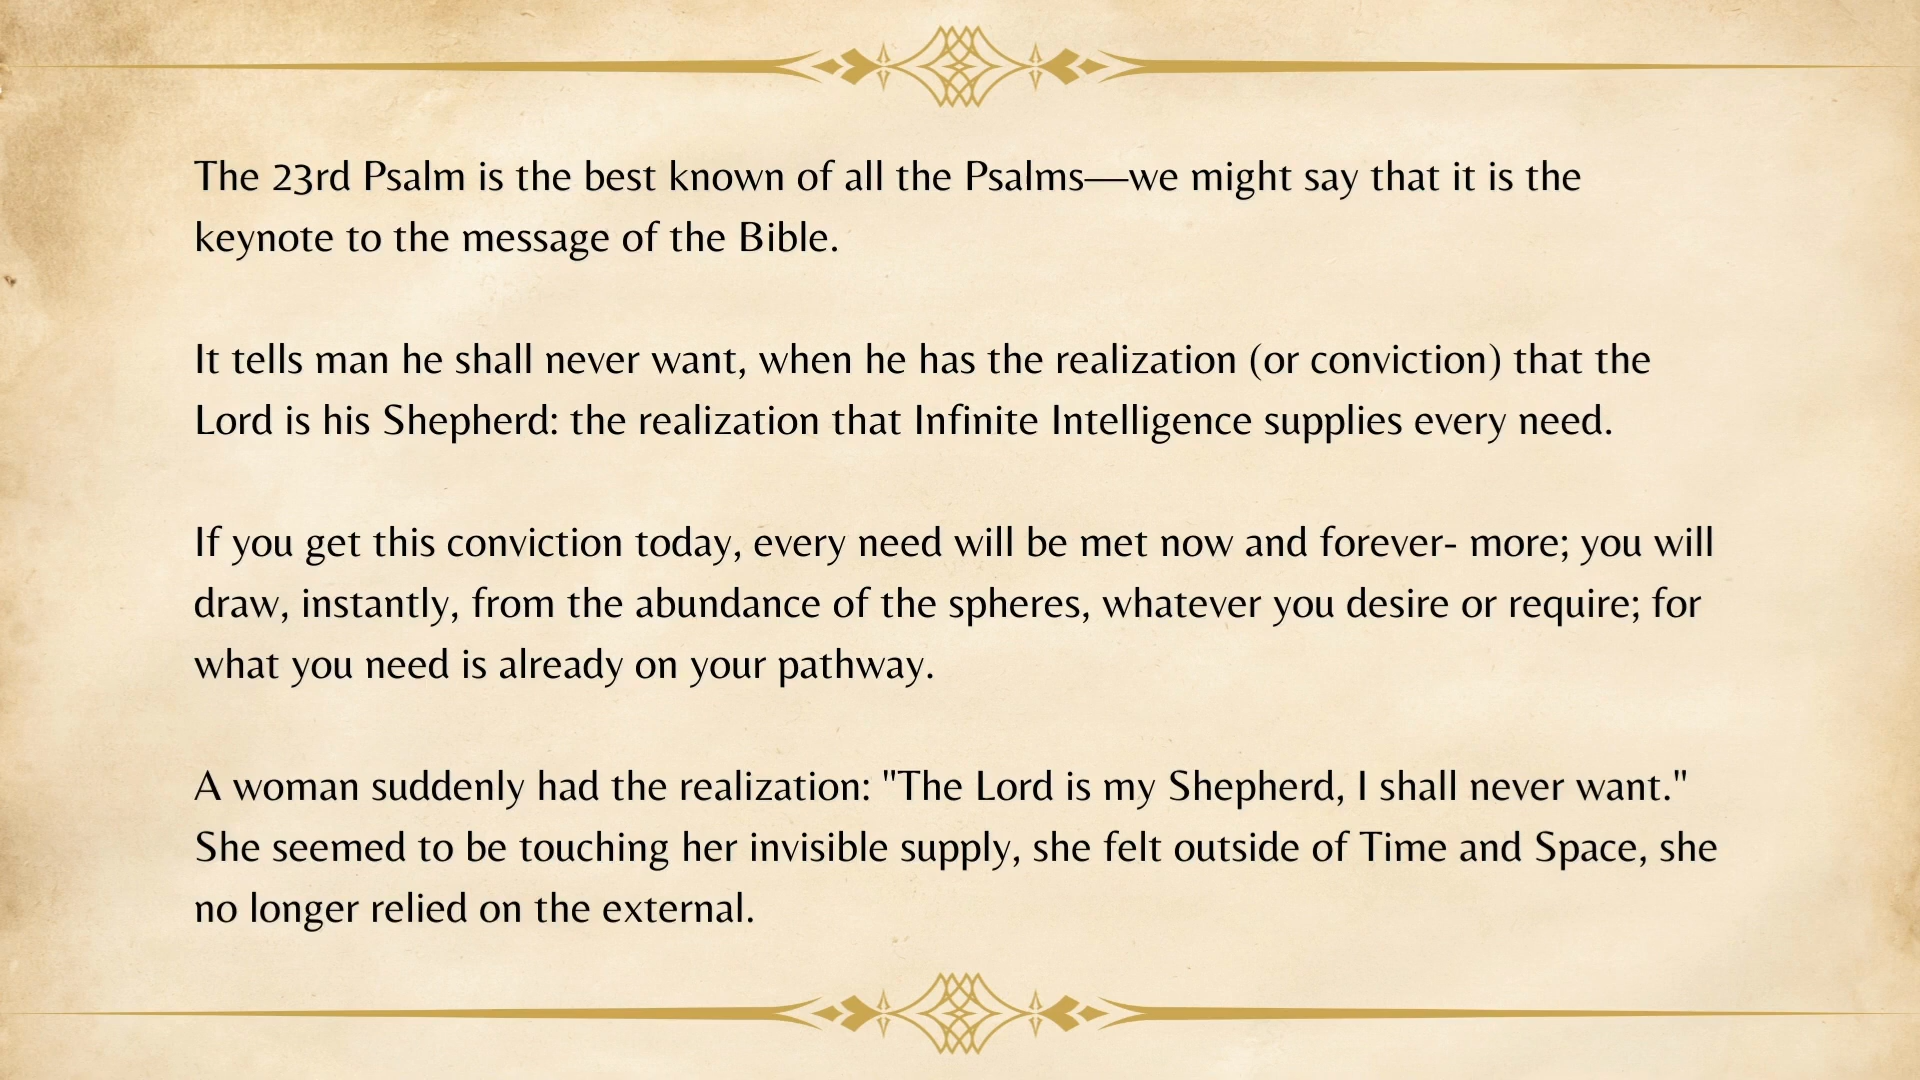 The 23rd Psalm is the best known of all the Psalms—we might say that it is the
keynote to the message of the Bible.
It tells man he shall never want, when he has the realization (or conviction) that the
Lord is his Shepherd: the realization that Infinite Intelligence supplies every need.
If you get this conviction today, every need will be met now and forever- more; you will
draw, instantly, from the abundance of the spheres, whatever you desire or require; for
what you need is already on your pathway.
A woman suddenly had the realization: "The Lord is my Shepherd, I shall never want."
She seemed to be touching her invisible supply, she felt outside of Time and Space, she
no longer relied on the external.